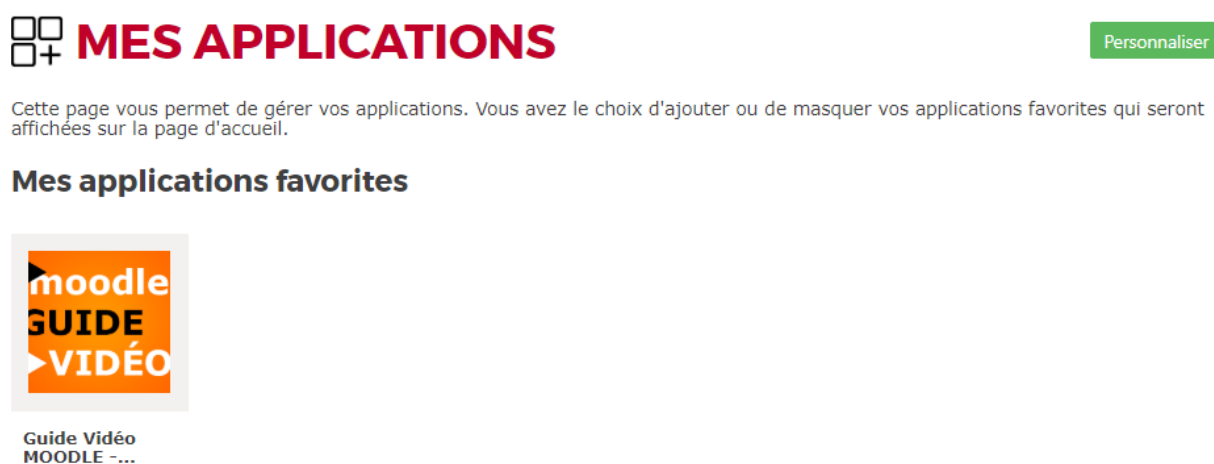 MES APPLICATIONS
Personnaliser
Cette page vous permet de gérer vos applications. Vous avez le choix d'ajouter ou de masquer vos applications favorites qui seront
affichées sur la page d'accueil.
Mes applications favorites
moodle
GUIDE
VIDÉO
Guide Vidéo
MOODLE -...